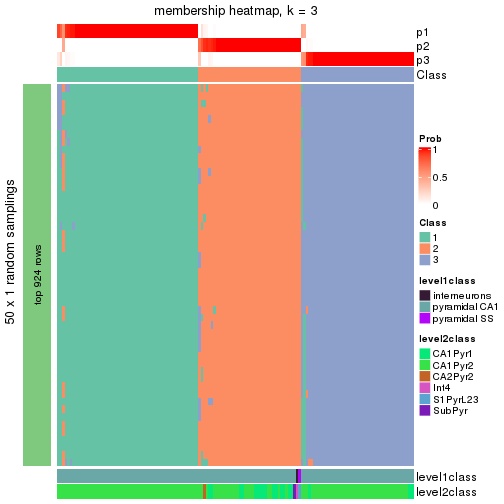 membership heatmap, k = 3
p1
p2
p3
Class
50 x 1 random samplings
top 924 rows
Prob
1
0.5
0
Class
1
2
3
level1class
interneurons
pyramidal CA1
pyramidal SS
level2class
CA1Pyr1
CA1Pyr2
CA2Pyr2
Int4
S1PyrL23
SubPyr
level1class
level2class